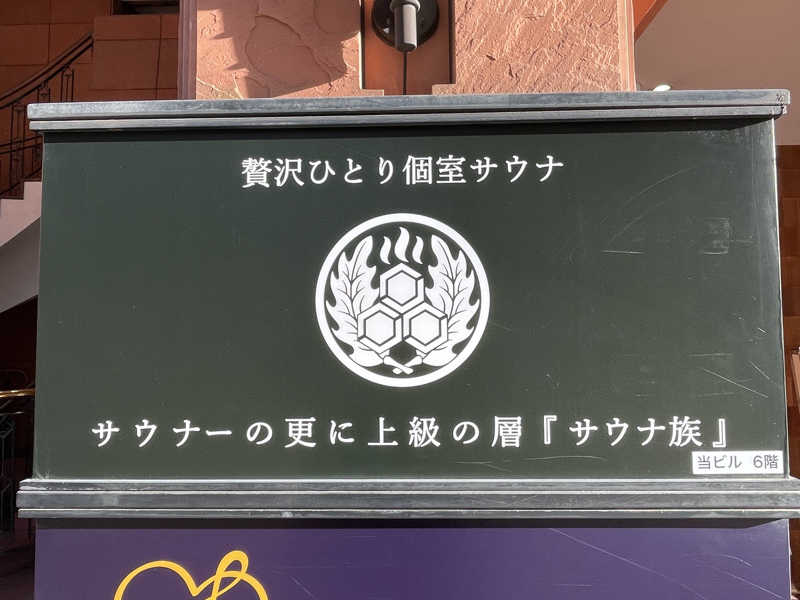 贅沢ひとり個室サウナ
サウナーの更に上級の層『サウナ族』
当ビル 6階